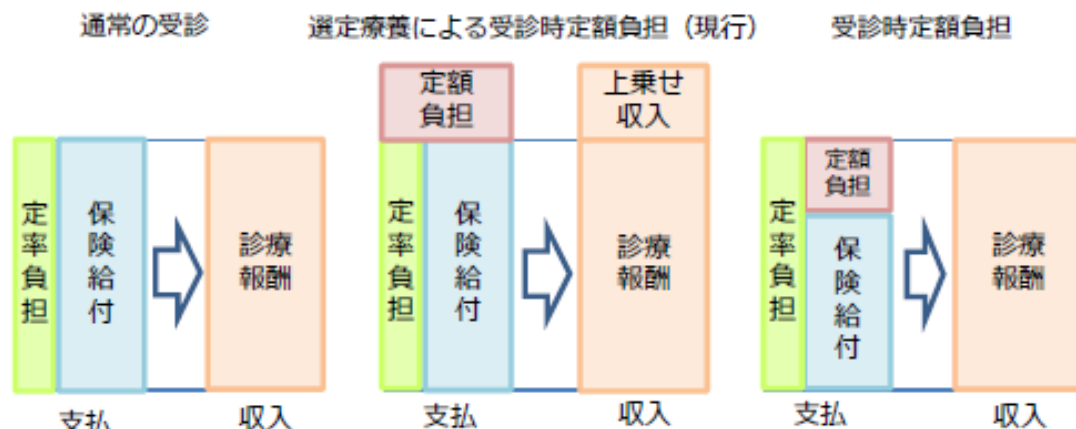 通常の受診
定率負担
保険給付
診療
報酬
支払
収入
選定療養による受診時定額負担（現行）
定額
負担
上乗せ
収入
定率負担
保険給付
診療
報酬
支払
収入
受診時定額負担
定率負担
定額
負担
保険給付
診療
報酬
支払
収入